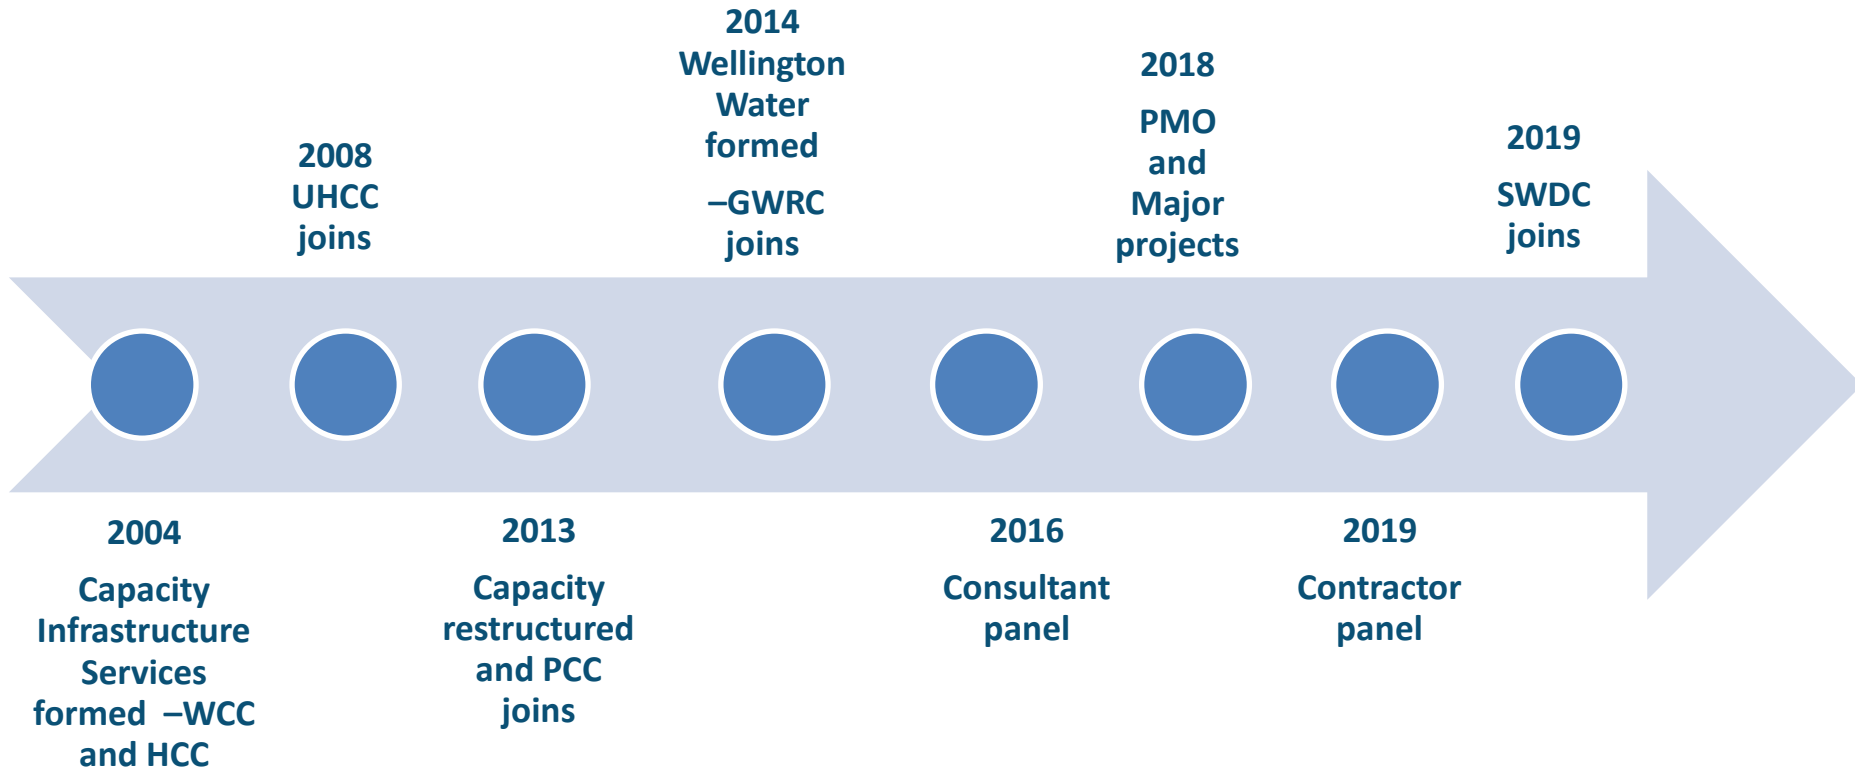 2004
Capacity
Infrastructure
Services
formed –WCC
and HCC
2008
UHCC
joins
2013
Capacity
restructured
and PCC
joins
2014
Wellington
Water
formed
–GWRC
joins
2016
Consultant
panel
2018
PMO
and
Major
projects
2019
Contractor
panel
2019
SWDC
joins